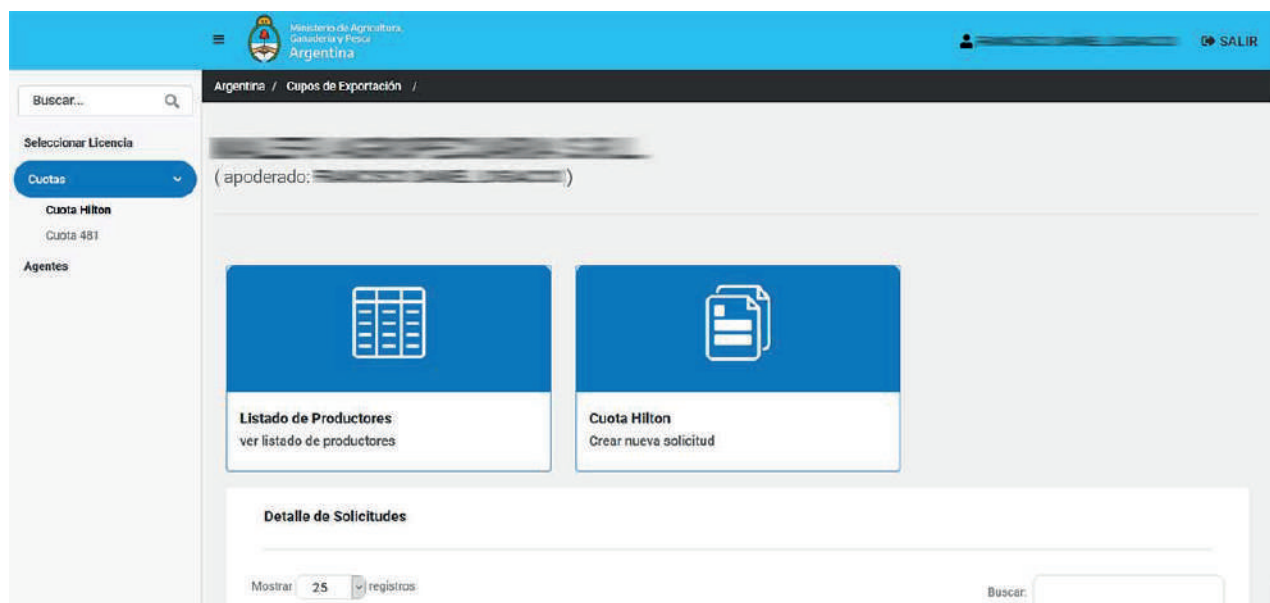 Ministerio de Agricultura,
Ganadería y Pesca
Argentina
SALIR
Buscar...
Argentina / Cupos de Exportación /
Seleccionar Licencia
(apoderado: )
Cuotas
Cuota Hilton
Cuota 481
Agentes
Listado de Productores
ver listado de productores
Cuota Hilton
Crear nueva solicitud
Detalle de Solicitudes
Mostrar 25 registros
Buscar: